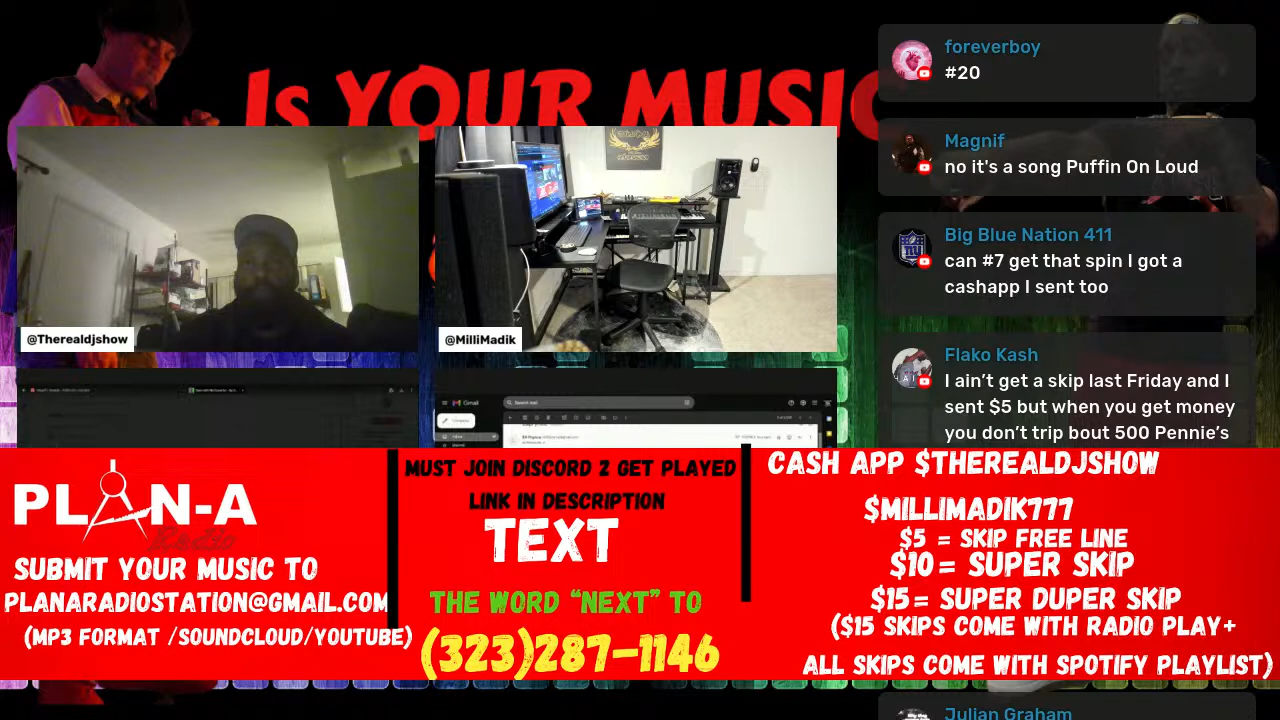 Is YOUR MUSIC
foreverboy
#20
Magnif
no it's a song Puffin On Loud
Big Blue Nation 411
can #7 get that spin I got a
cashapp I sent too
Flako Kash
I ain't get a skip last Friday and I
sent $5 but when you get money
you don't trip bout 500 Pennie's
@Therealdjshow
@MilliMadik
Gmail
PLAN-A
Radio
SUBMIT YOUR MUSIC TO
PLANARADIOSTATION@GMAIL.COM
(MP3 FORMAT /SOUNDCLOUD/YOUTUBE)
MUST JOIN DISCORD 2 GET PLAYED
LINK IN DESCRIPTION
TEXT
THE WORD “NEXT” TO
(323)287-1146
CASH APP $THEREALDJSHOW
$MILLIMADIK777
$5 = SKIP FREE LINE
$10 = SUPER SKIP
$15 = SUPER DUPER SKIP
($15 SKIPS COME WITH RADIO PLAY+
ALL SKIPS COME WITH SPOTIFY PLAYLIST)
Julian Graham